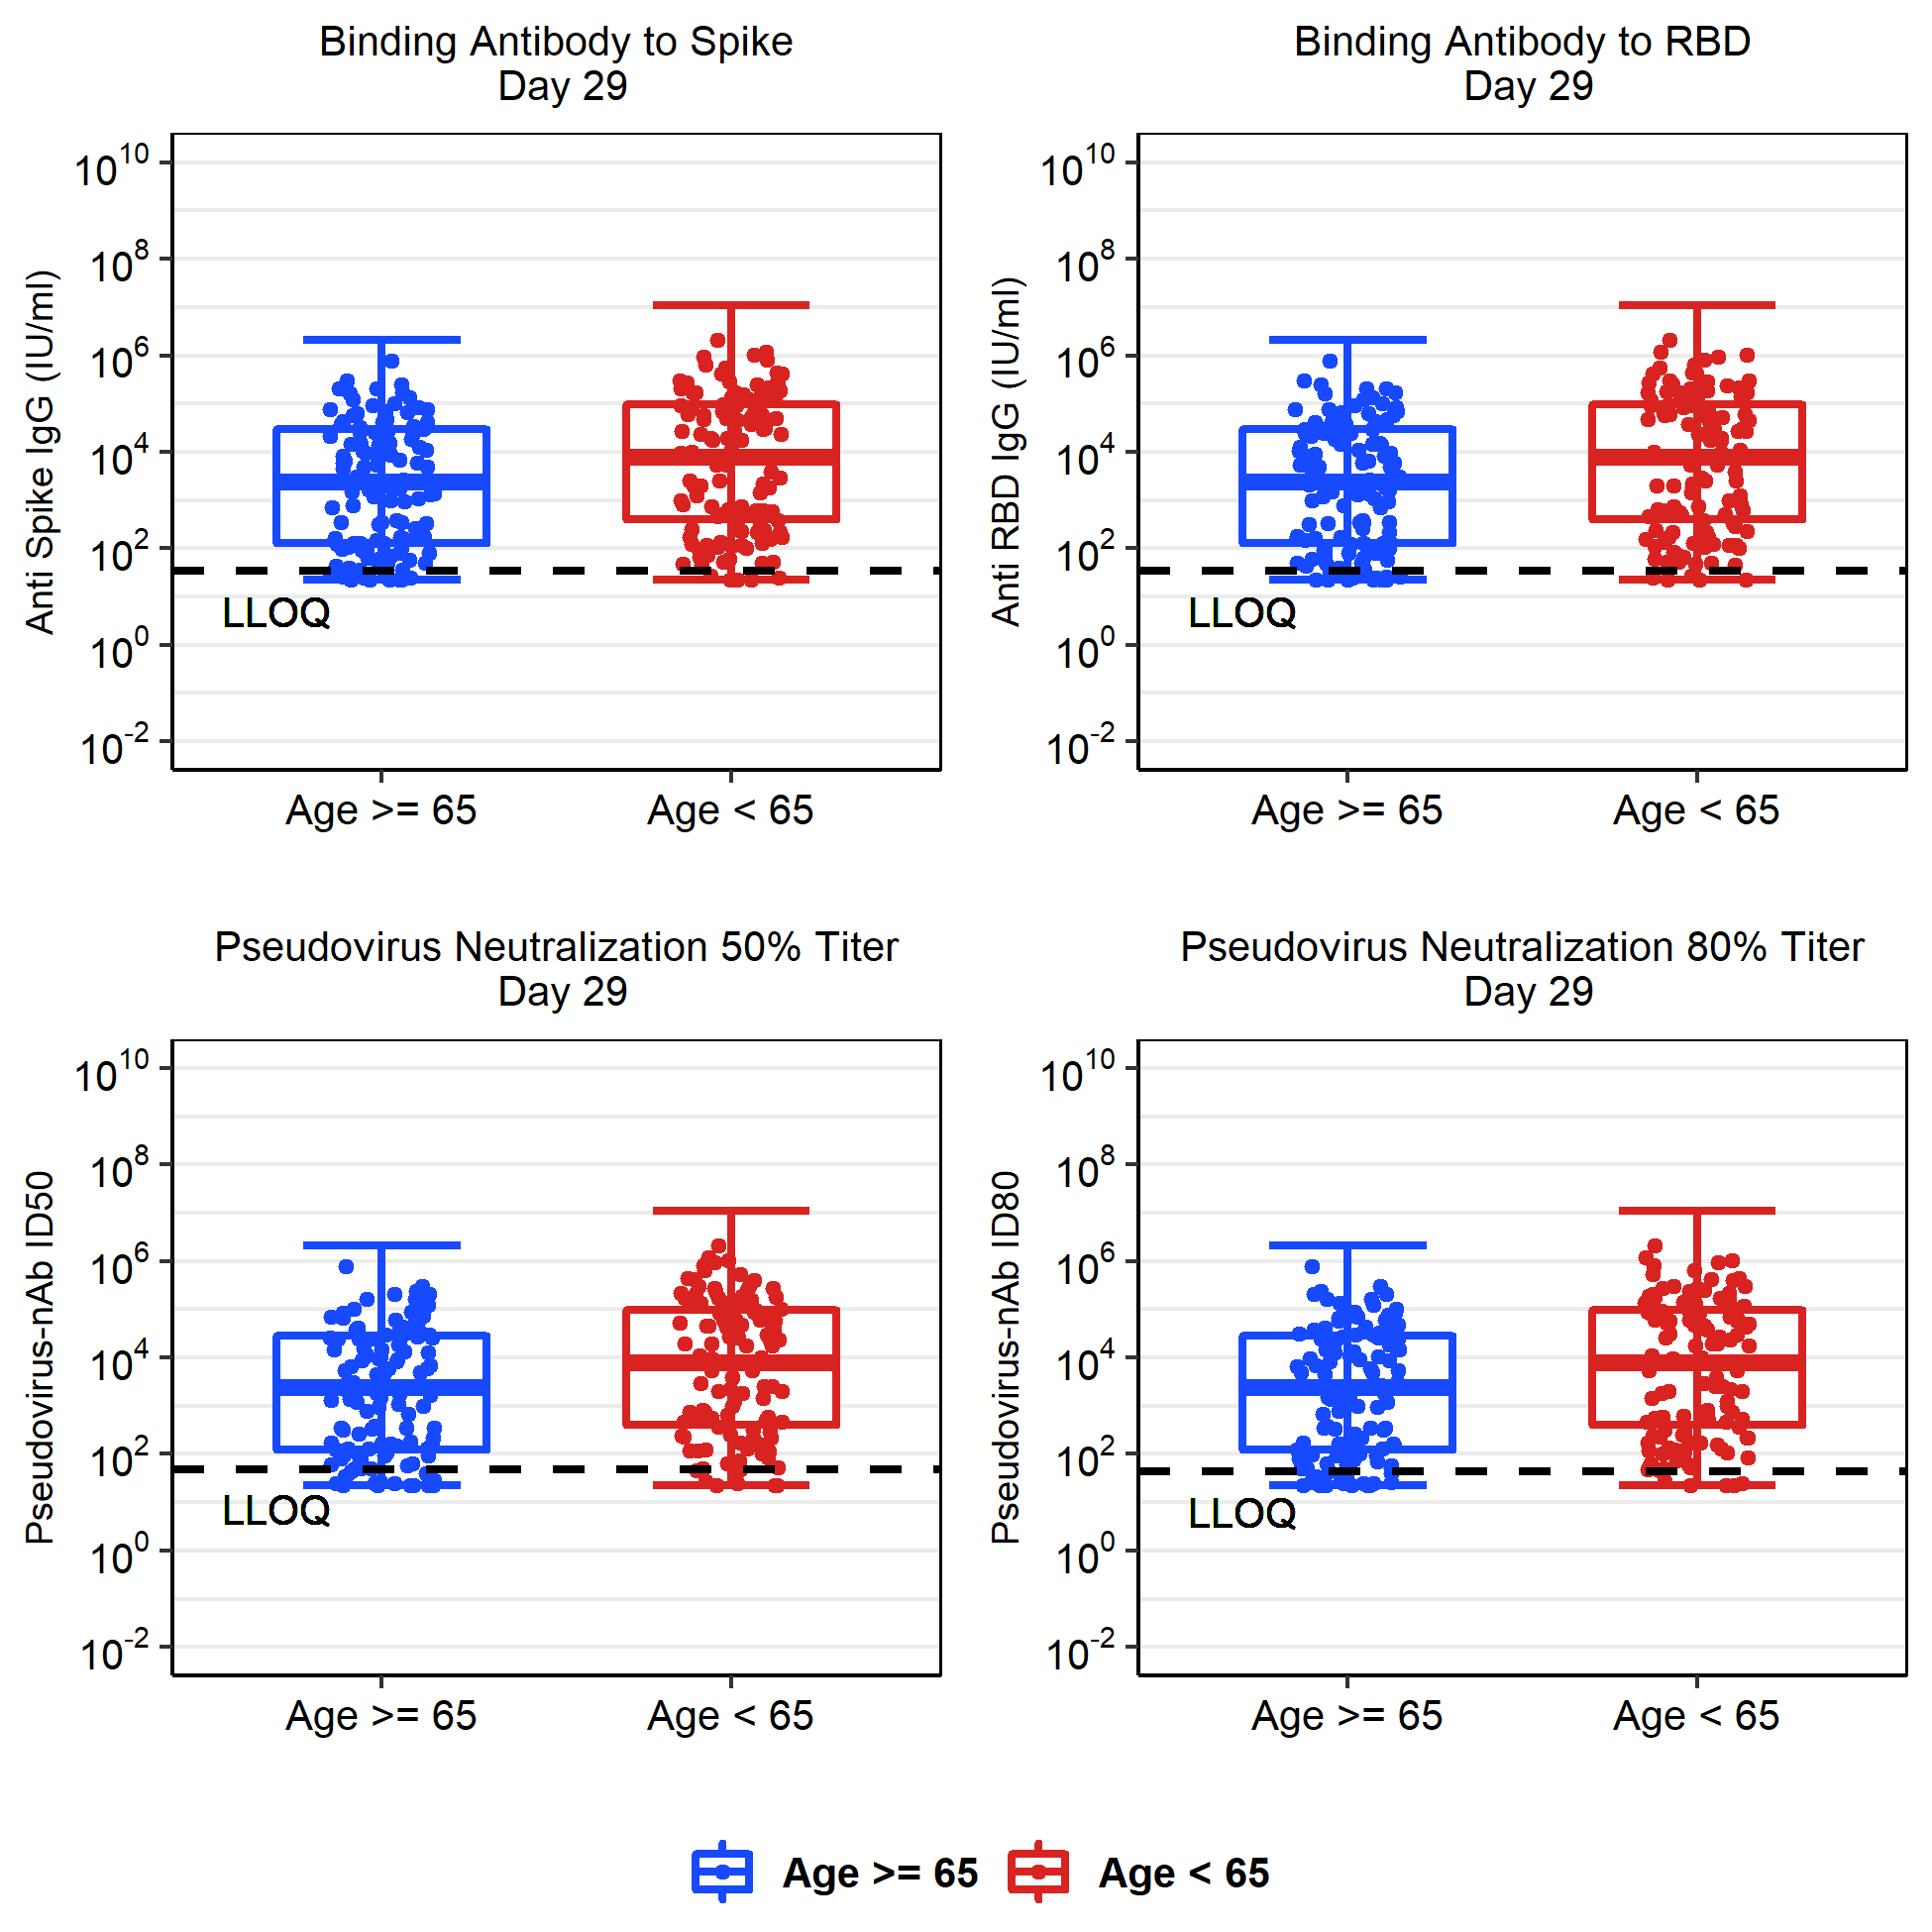 Binding Antibody to Spike
Day 29
Anti Spike IgG (IU/ml)
10^10
10^8
10^6
10^4
10^2
10^0
10^-2
LLOQ
Age >= 65 Age < 65
Binding Antibody to RBD
Day 29
Anti RBD IgG (IU/ml)
10^10
10^8
10^6
10^4
10^2
10^0
10^-2
LLOQ
Age >= 65 Age < 65
Pseudovirus Neutralization 50% Titer
Day 29
Pseudovirus-nAb ID50
10^10
10^8
10^6
10^4
10^2
10^0
10^-2
LLOQ
Age >= 65 Age < 65
Pseudovirus Neutralization 80% Titer
Day 29
Pseudovirus-nAb ID80
10^10
10^8
10^6
10^4
10^2
10^0
10^-2
LLOQ
Age >= 65 Age < 65
Age >= 65 Age < 65